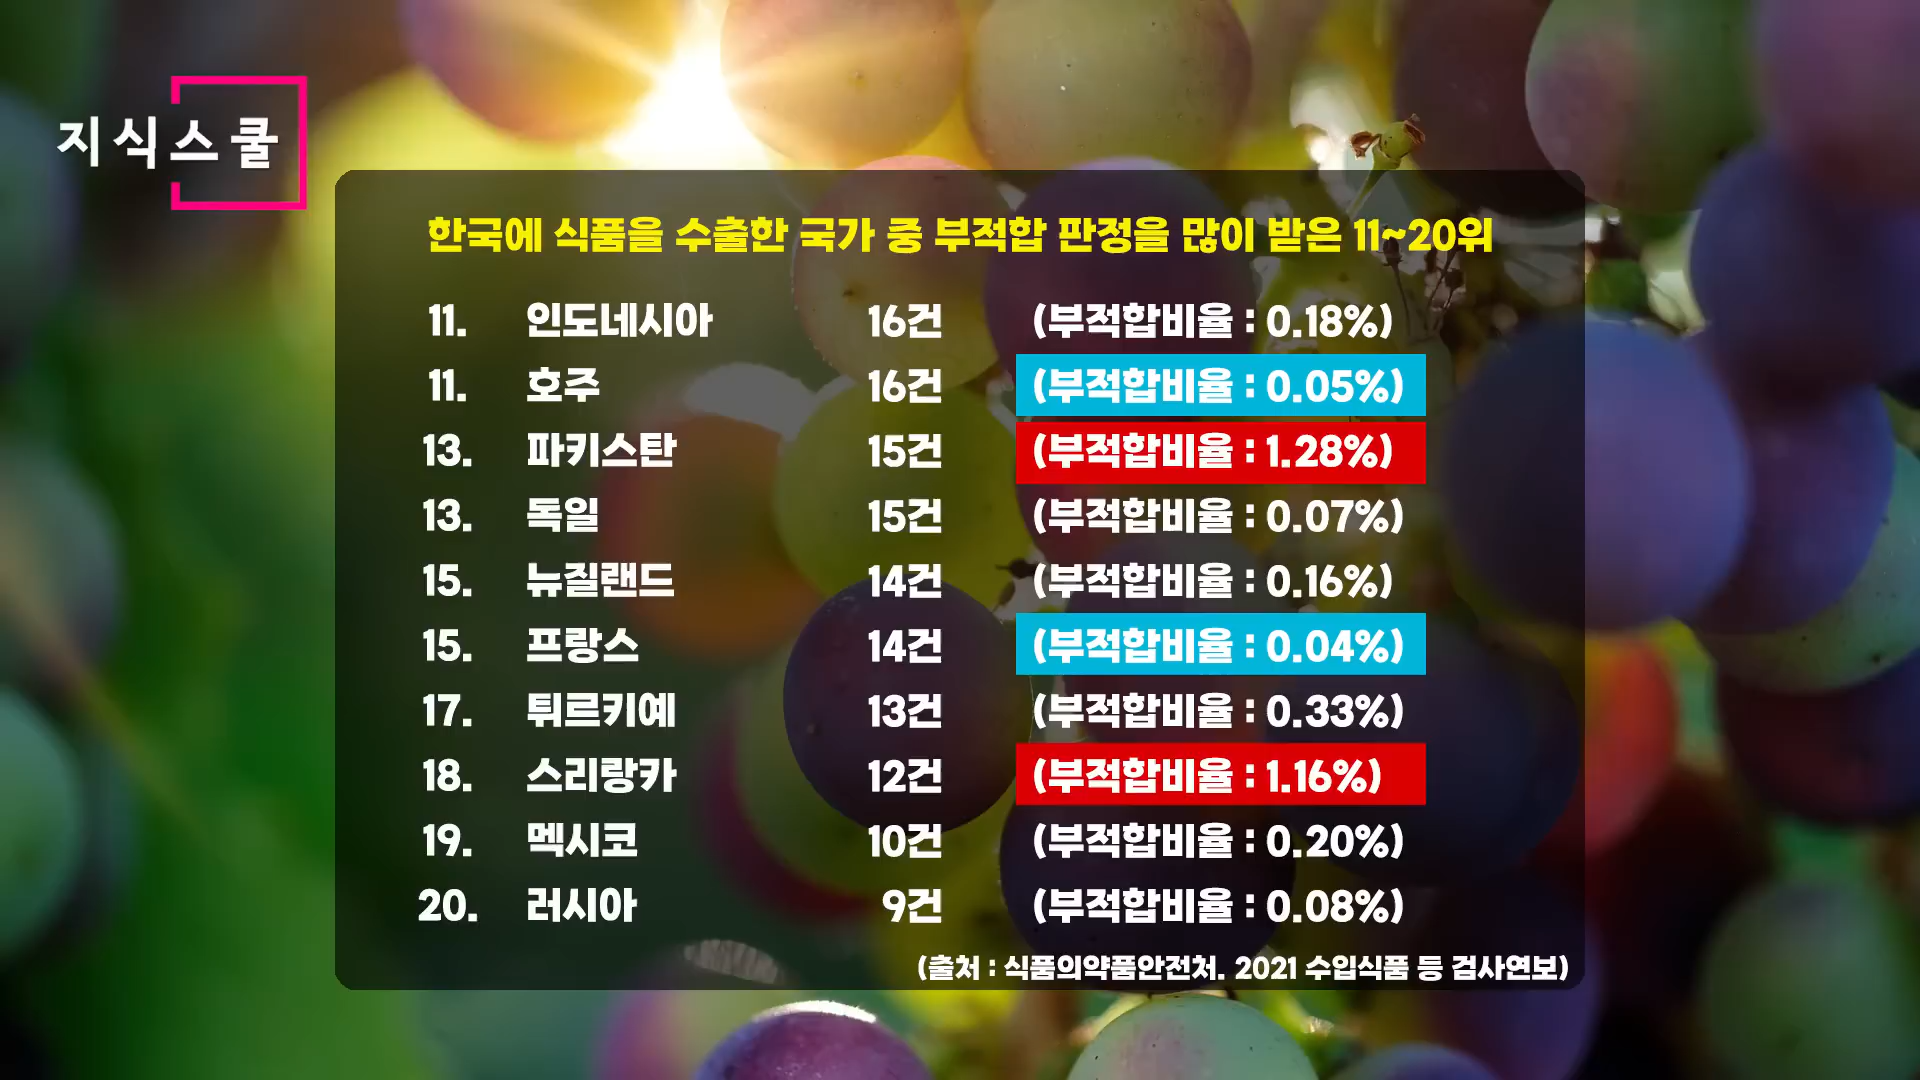 지식스쿨
한국에 식품을 수출한 국가 중 부적합 판정을 많이 받은 11~20위
11. 인도네시아 16건 (부적합비율 : 0.18%)
11. 호주 16건 (부적합비율 : 0.05%)
13. 파키스탄 15건 (부적합비율 : 1.28%)
13. 독일 15건 (부적합비율 : 0.07%)
15. 뉴질랜드 14건 (부적합비율 : 0.16%)
15. 프랑스 14건 (부적합비율 : 0.04%)
17. 튀르키예 13건 (부적합비율 : 0.33%)
18. 스리랑카 12건 (부적합비율 : 1.16%)
19. 멕시코 10건 (부적합비율 : 0.20%)
20. 러시아 9건 (부적합비율 : 0.08%)
(출처 : 식품의약품안전처. 2021 수입식품 등 검사연보)